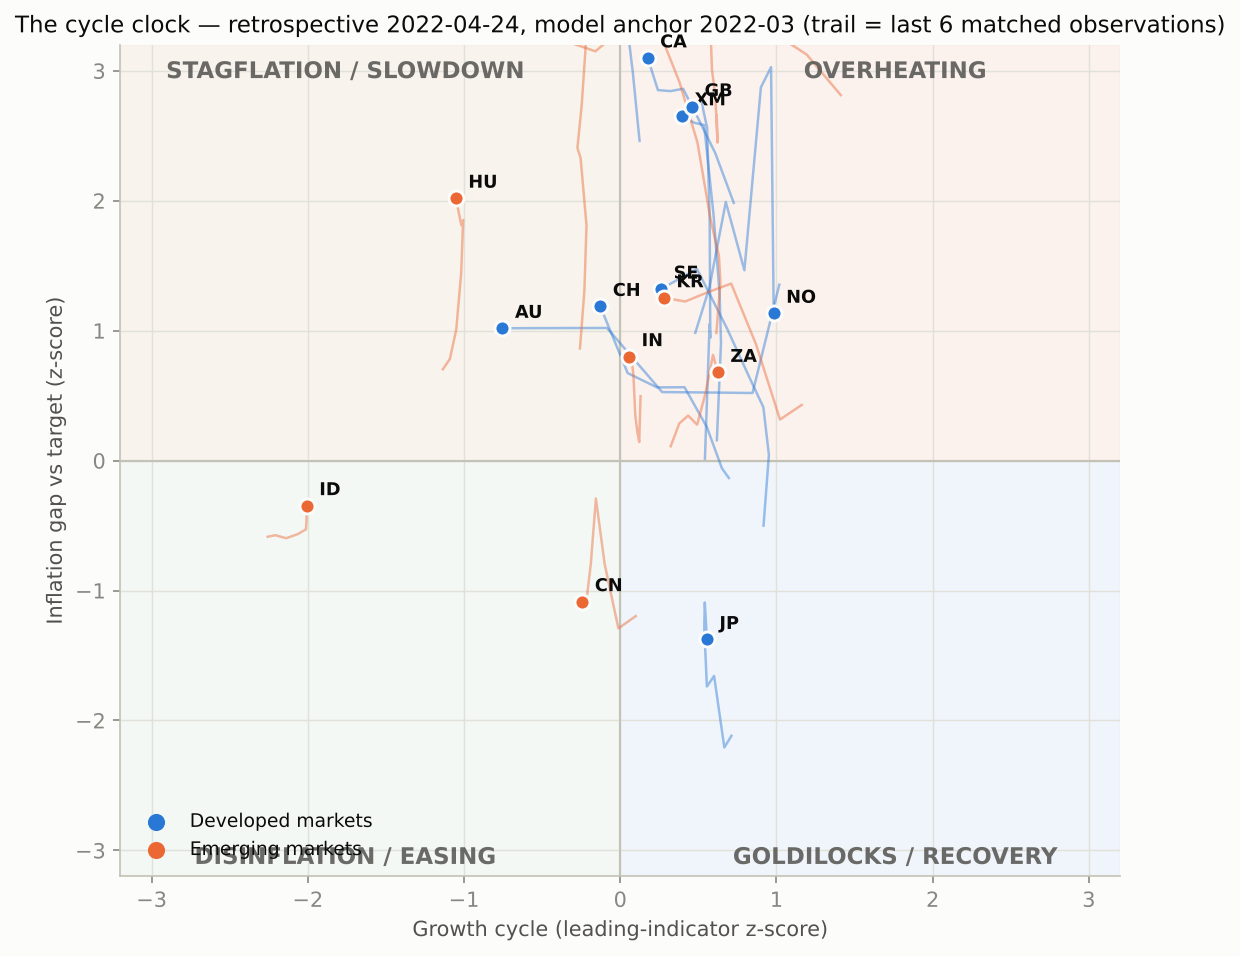 The cycle clock — retrospective 2022-04-24, model anchor 2022-03 (trail = last 6 matched observations)
CA
STAGFLATION / SLOWDOWN
OVERHEATING
GB
XM
HU
SE
KR
CH
NO
AU
IN
ZA
ID
CN
JP
Developed markets
Emerging markets
DISINFLATION / EASING
GOLDILOCKS / RECOVERY
3
2
1
0
−1
−2
−3
Inflation gap vs target (z-score)
−3
−2
−1
0
1
2
3
Growth cycle (leading-indicator z-score)